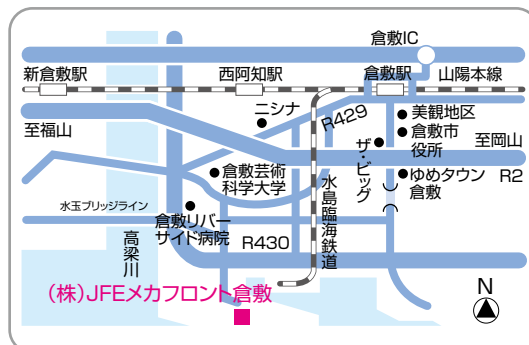 倉敷IC
新倉敷駅
西阿知駅
倉敷駅
山陽本線
ニシナ
R429
美観地区
倉敷市
役所
至福山
ザ・ビッグ
至岡山
R2
倉敷芸術
科学大学
ゆめタウン
倉敷
水島臨海鉄道
水玉ブリッジライン
倉敷リバー
サイド病院
高梁川
R430
(株)JFEメカフロント倉敷
N